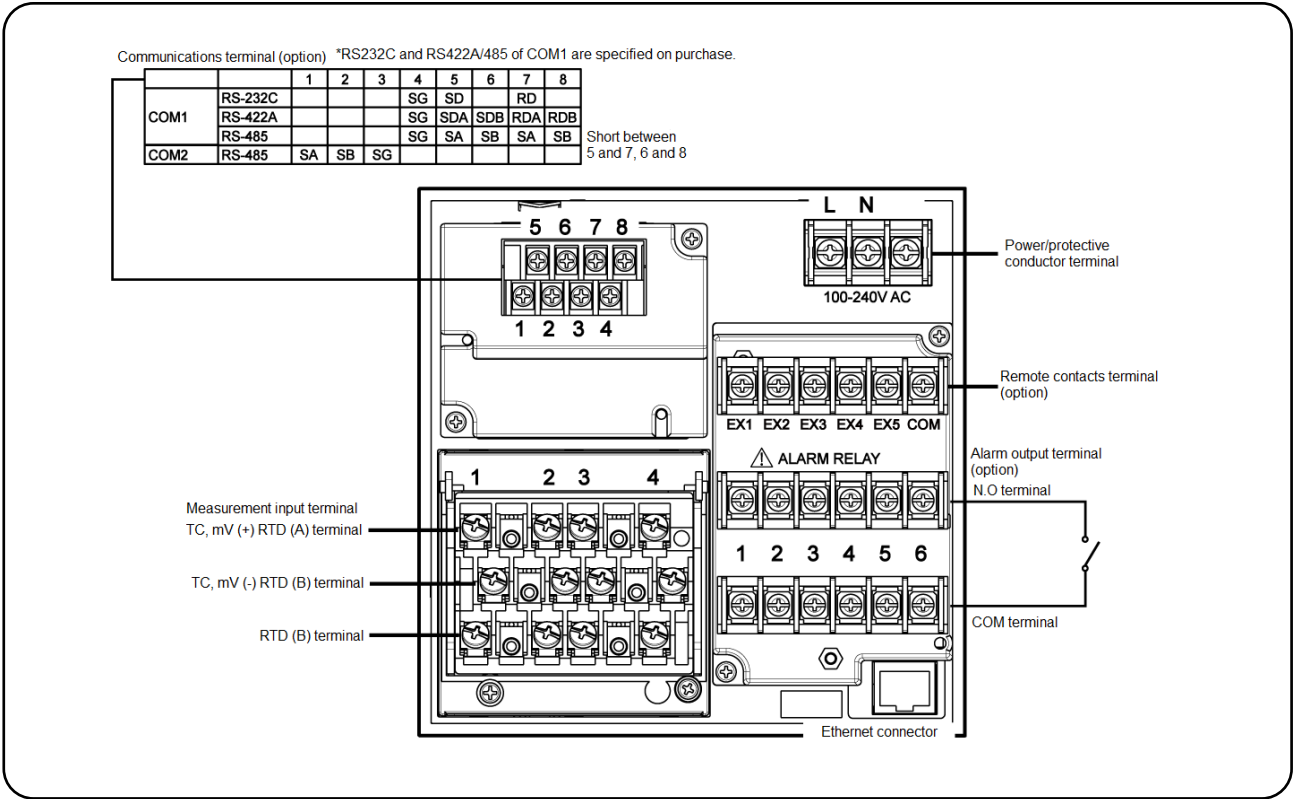 Communications terminal (option) *RS232C and RS422A/485 of COM1 are specified on purchase.
1 2 3 4 5 6 7 8
RS-232C SG SD RD
COM1 RS-422A SG SDA SDB RDA RDB
RS-485 SG SA SB SA SB
COM2 RS-485 SA SB SG
Short between
5 and 7, 6 and 8
L N
5 6 7 8
Power/protective
conductor terminal
100-240V AC
1 2 3 4
Remote contacts terminal
(option)
EX1 EX2 EX3 EX4 EX5 COM
⚠ ALARM RELAY
Alarm output terminal
(option)
N.O terminal
1 2 3 4
Measurement input terminal
TC, mV (+) RTD (A) terminal
1 2 3 4 5 6
TC, mV (-) RTD (B) terminal
COM terminal
RTD (B) terminal
Ethernet connector